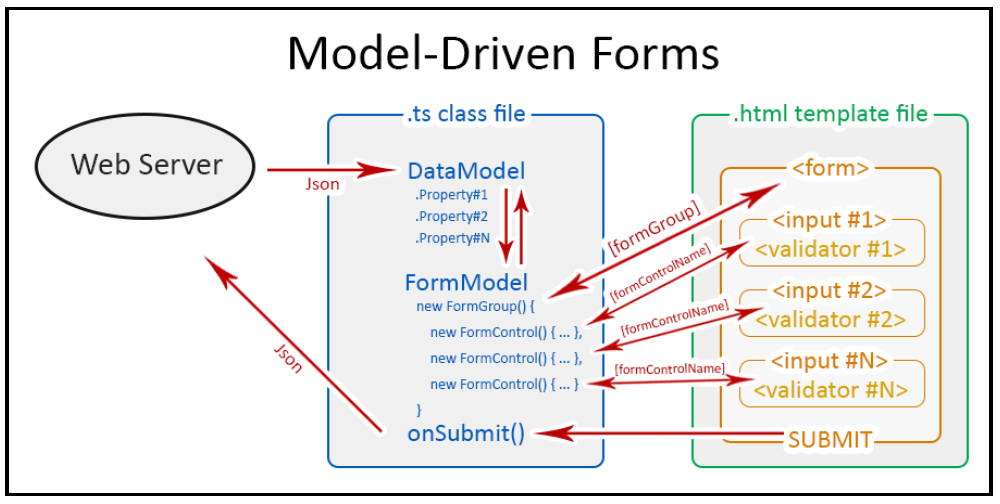 Model-Driven Forms
Web Server
Json
Json
.ts class file
DataModel
.Property#1
.Property#2
.Property#N
FormModel
new FormGroup() {
new FormControl() { ... },
new FormControl() { ... },
new FormControl() { ... }
}
onSubmit()
[formGroup]
[formControlName]
[formControlName]
[formControlName]
.html template file
<form>
<input #1>
<validator #1>
<input #2>
<validator #2>
<input #N>
<validator #N>
SUBMIT